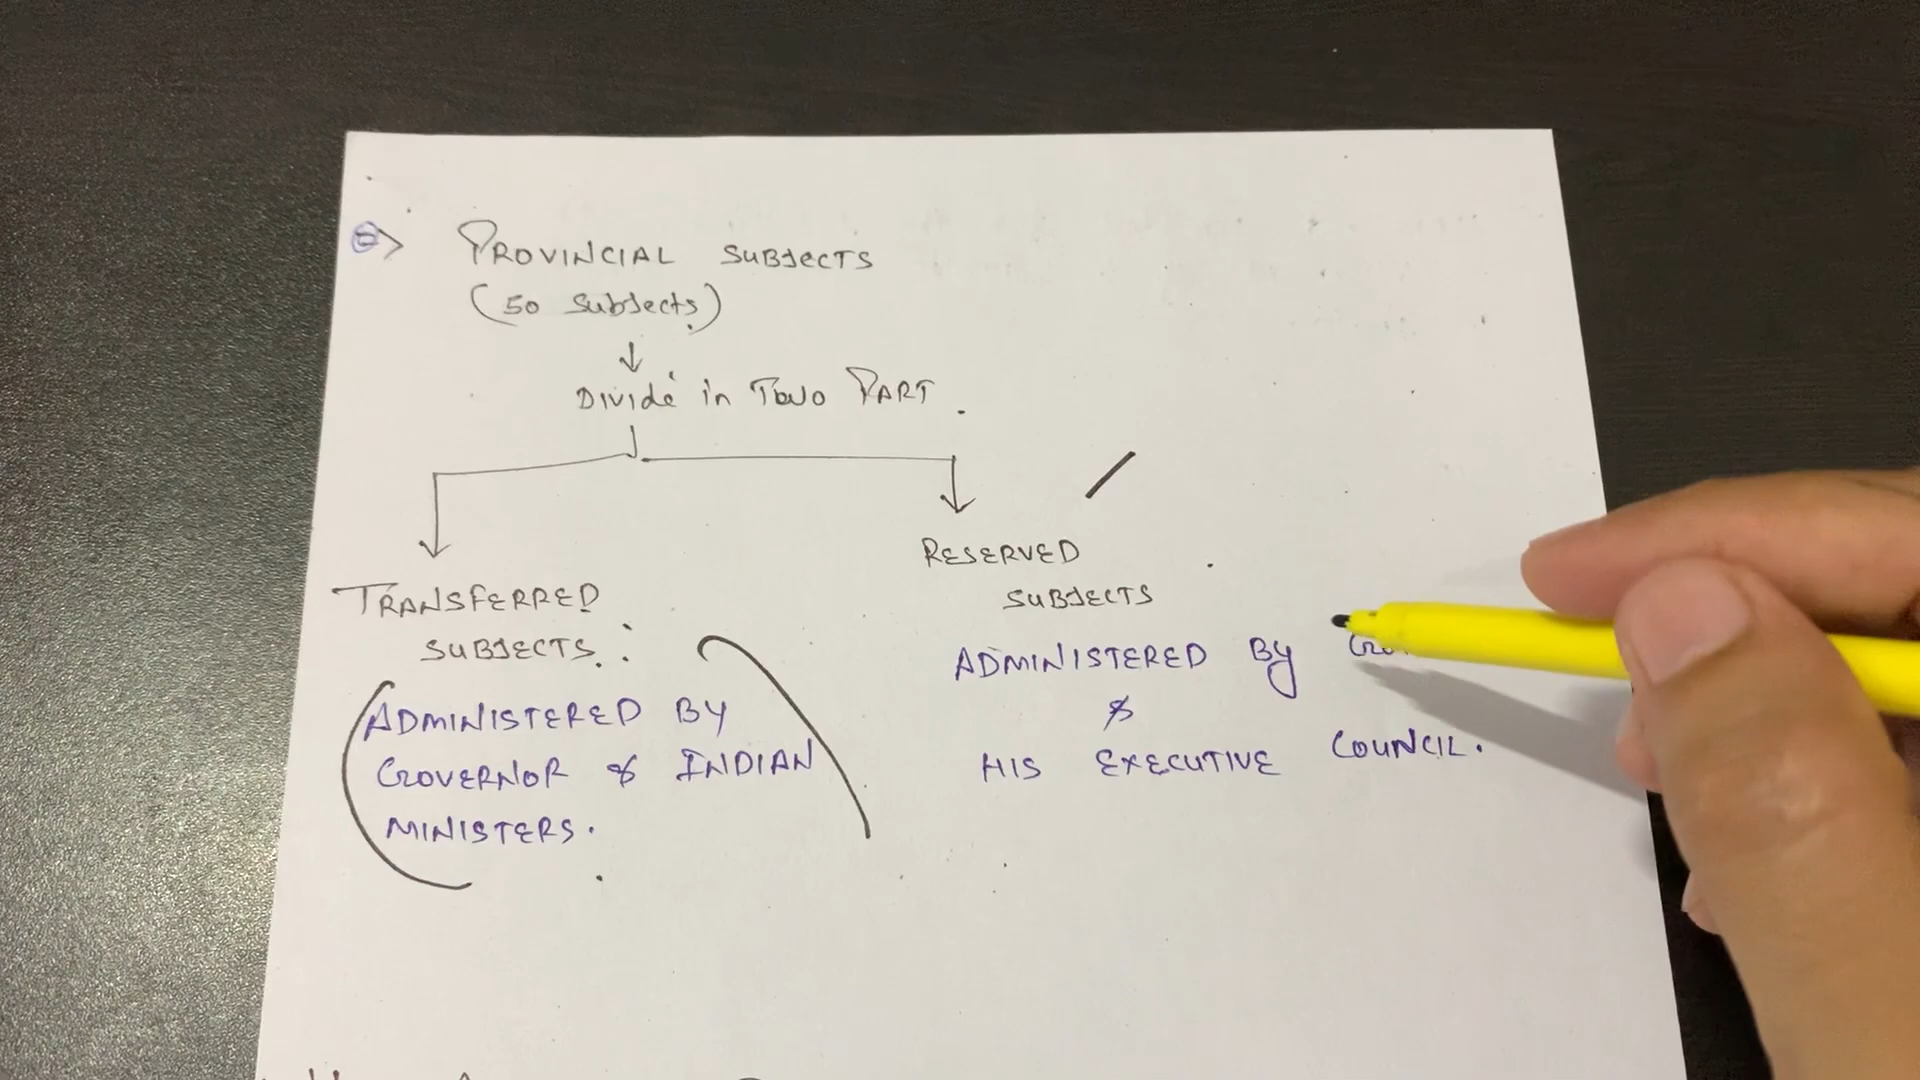 PROVINCIAL SUBJECTS
(50 Subjects)
Divide in Two PART.
TRANSFERRED
SUBJECTS.:
ADMINISTERED BY
GOVERNOR & INDIAN
MINISTERS.
RESERVED
SUBJECTS
ADMINISTERED By
&
HIS EXECUTIVE COUNCIL.